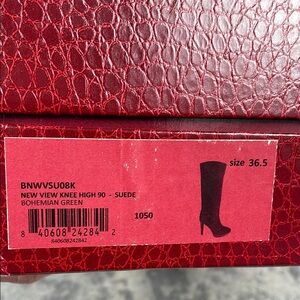 size 36.5
BNWVSU08K
NEW VIEW KNEE HIGH 90 - SUEDE
BOHEMIAN GREEN
1050
8 40608 24284 2
840608242842